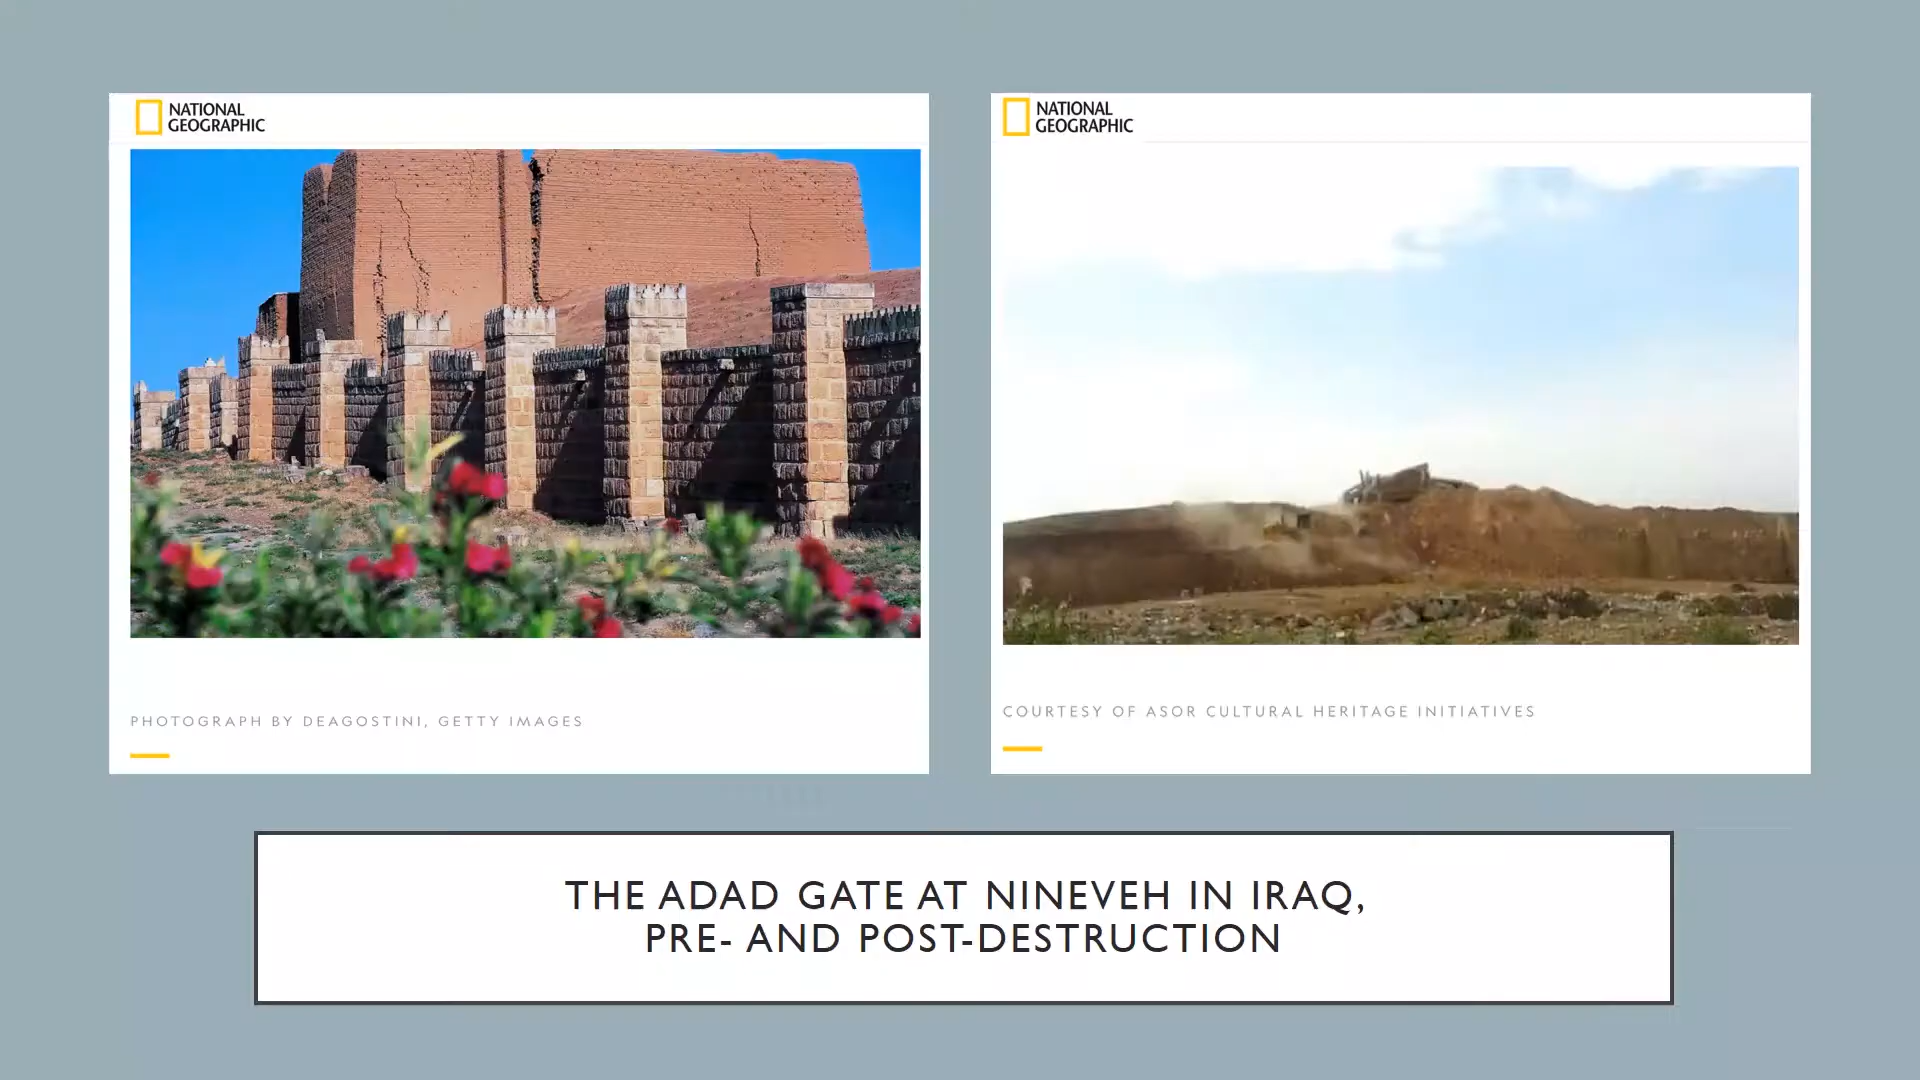 NATIONAL
GEOGRAPHIC
PHOTOGRAPH BY DEAGOSTINI, GETTY IMAGES
NATIONAL
GEOGRAPHIC
COURTESY OF ASOR CULTURAL HERITAGE INITIATIVES
THE ADAD GATE AT NINEVEH IN IRAQ,
PRE- AND POST-DESTRUCTION